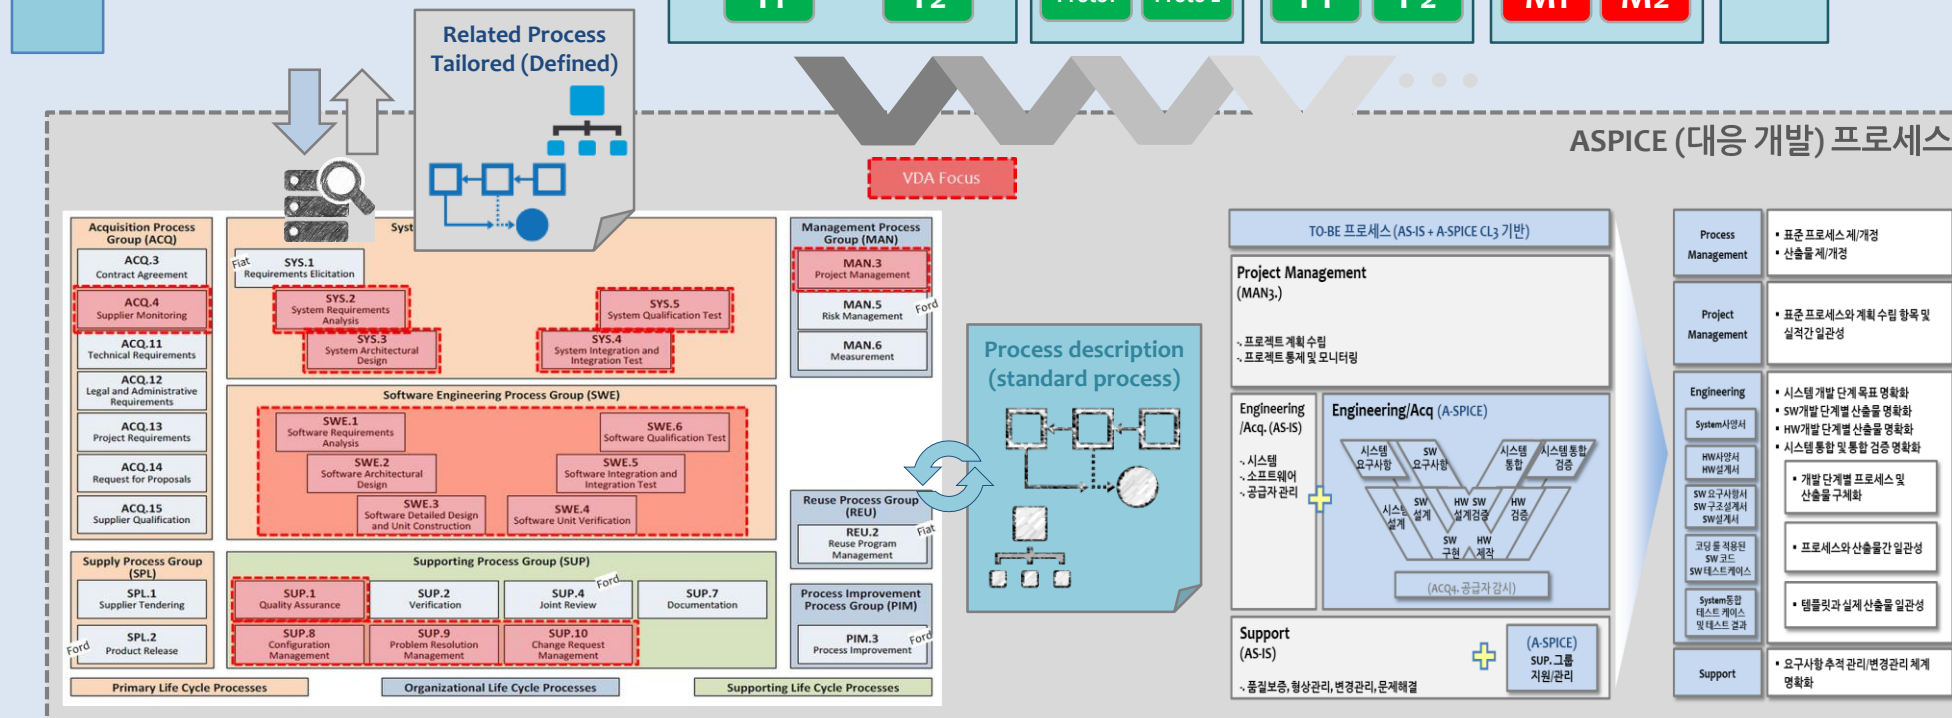 T1
T2
Proto1
Proto 2
P1
P2
M1
M2
Related Process
Tailored (Defined)
ASPICE (대응 개발) 프로세스
VDA Focus
Acquisition Process
Group (ACQ)
ACQ.3
Contract Agreement
ACQ.4
Supplier Monitoring
ACQ.11
Technical Requirements
ACQ.12
Legal and Administrative
Requirements
ACQ.13
Project Requirements
ACQ.14
Request for Proposals
ACQ.15
Supplier Qualification
Syst
Fiat
SYS.1
Requirements Elicitation
SYS.2
System Requirements
Analysis
SYS.3
System Architectural
Design
SYS.5
System Qualification Test
SYS.4
System Integration and
Integration Test
Software Engineering Process Group (SWE)
SWE.1
Software Requirements
Analysis
SWE.2
Software Architectural
Design
SWE.3
Software Detailed Design
and Unit Construction
SWE.6
Software Qualification Test
SWE.5
Software Integration and
Integration Test
SWE.4
Software Unit Verification
Management Process
Group (MAN)
MAN.3
Project Management
MAN.5
Risk Management
Ford
MAN.6
Measurement
Reuse Process Group
(REU)
REU.2
Reuse Program
Management
Fiat
Process Improvement
Process Group (PIM)
PIM.3
Process Improvement
Ford
Supply Process Group
(SPL)
SPL.1
Supplier Tendering
SPL.2
Product Release
Ford
Supporting Process Group (SUP)
SUP.1
Quality Assurance
SUP.2
Verification
SUP.4
Joint Review
Ford
SUP.7
Documentation
SUP.8
Configuration
Management
SUP.9
Problem Resolution
Management
SUP.10
Change Request
Management
Primary Life Cycle Processes
Organizational Life Cycle Processes
Supporting Life Cycle Processes
Process description
(standard process)
TO-BE 프로세스 (AS-IS + A-SPICE CL3 기반)
Project Management
(MAN3.)
-. 프로젝트 계획 수립
-. 프로젝트 통제 및 모니터링
Engineering
/Acq. (AS-IS)
-. 시스템
-. 소프트웨어
-. 공급자 관리
Engineering/Acq (A-SPICE)
시스템
요구사항
SW
요구사항
시스템
통합
시스템 통합
검증
시스템
설계
SW
설계
HW SW
설계검증
HW
검증
SW
구현
HW
제작
(ACQ4. 공급자 감시)
Support
(AS-IS)
-. 품질보증, 형상관리, 변경관리, 문제해결
(A-SPICE)
SUP. 그룹
지원/관리
Process
Management
▪ 표준 프로세스 제/개정
▪ 산출물 제/개정
Project
Management
▪ 표준 프로세스와 계획 수립 항목 및
실적간 일관성
Engineering
System사양서
HW사양서
HW설계서
SW 요구사항서
SW 구조설계서
SW설계서
코딩 룰 적용된
SW 코드
SW 테스트케이스
System통합
테스트 케이스
및 테스트 결과
▪ 시스템 개발 단계 목표 명확화
▪ SW개발 단계별 산출물 명확화
▪ HW개발 단계별 산출물 명확화
▪ 시스템 통합 및 통합 검증 명확화
▪ 개발 단계별 프로세스 및
산출물 구체화
▪ 프로세스와 산출물간 일관성
▪ 템플릿과 실제 산출물 일관성
Support
▪ 요구사항 추적 관리/변경관리 체계
명확화